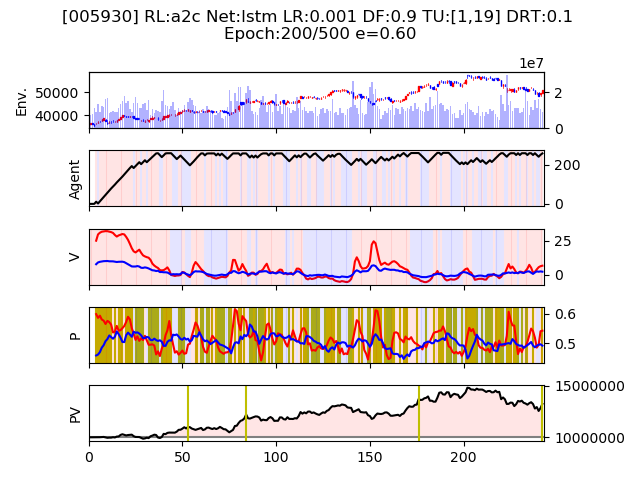 [005930] RL:a2c Net:lstm LR:0.001 DF:0.9 TU:[1,19] DRT:0.1
Epoch:200/500 e=0.60
1e7
Env.
50000
40000
2
0
Agent
200
0
V
25
0
P
0.6
0.5
PV
15000000
10000000
0 50 100 150 200